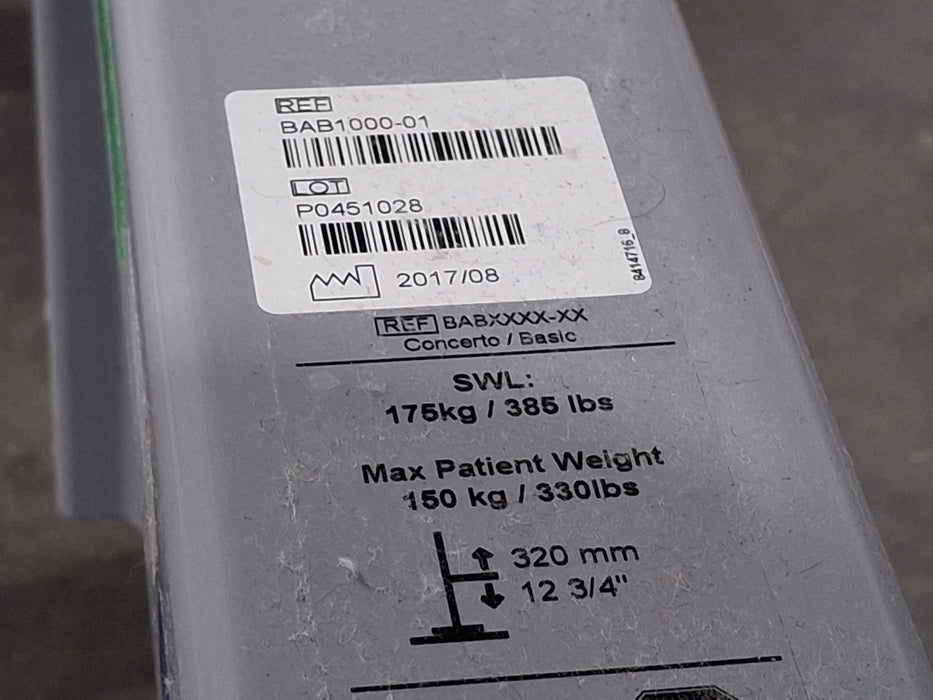 REF
BAB1000-01
LOT
P0451028
2017/08
8414716_B
REF BABXXXX-XX
Concerto / Basic
SWL:
175kg / 385 lbs
Max Patient Weight
150 kg / 330lbs
320 mm
12 3/4"